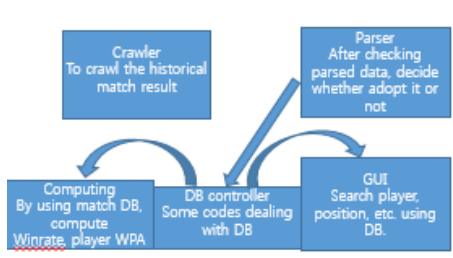 Crawler
To crawl the historical
match result
Parser
After checking
parsed data, decide
whether adopt it or
not
Computing
By using match DB,
compute
Winrate, player WPA
DB controller
Some codes dealing
with DB
GUI
Search player,
position, etc. using
DB.